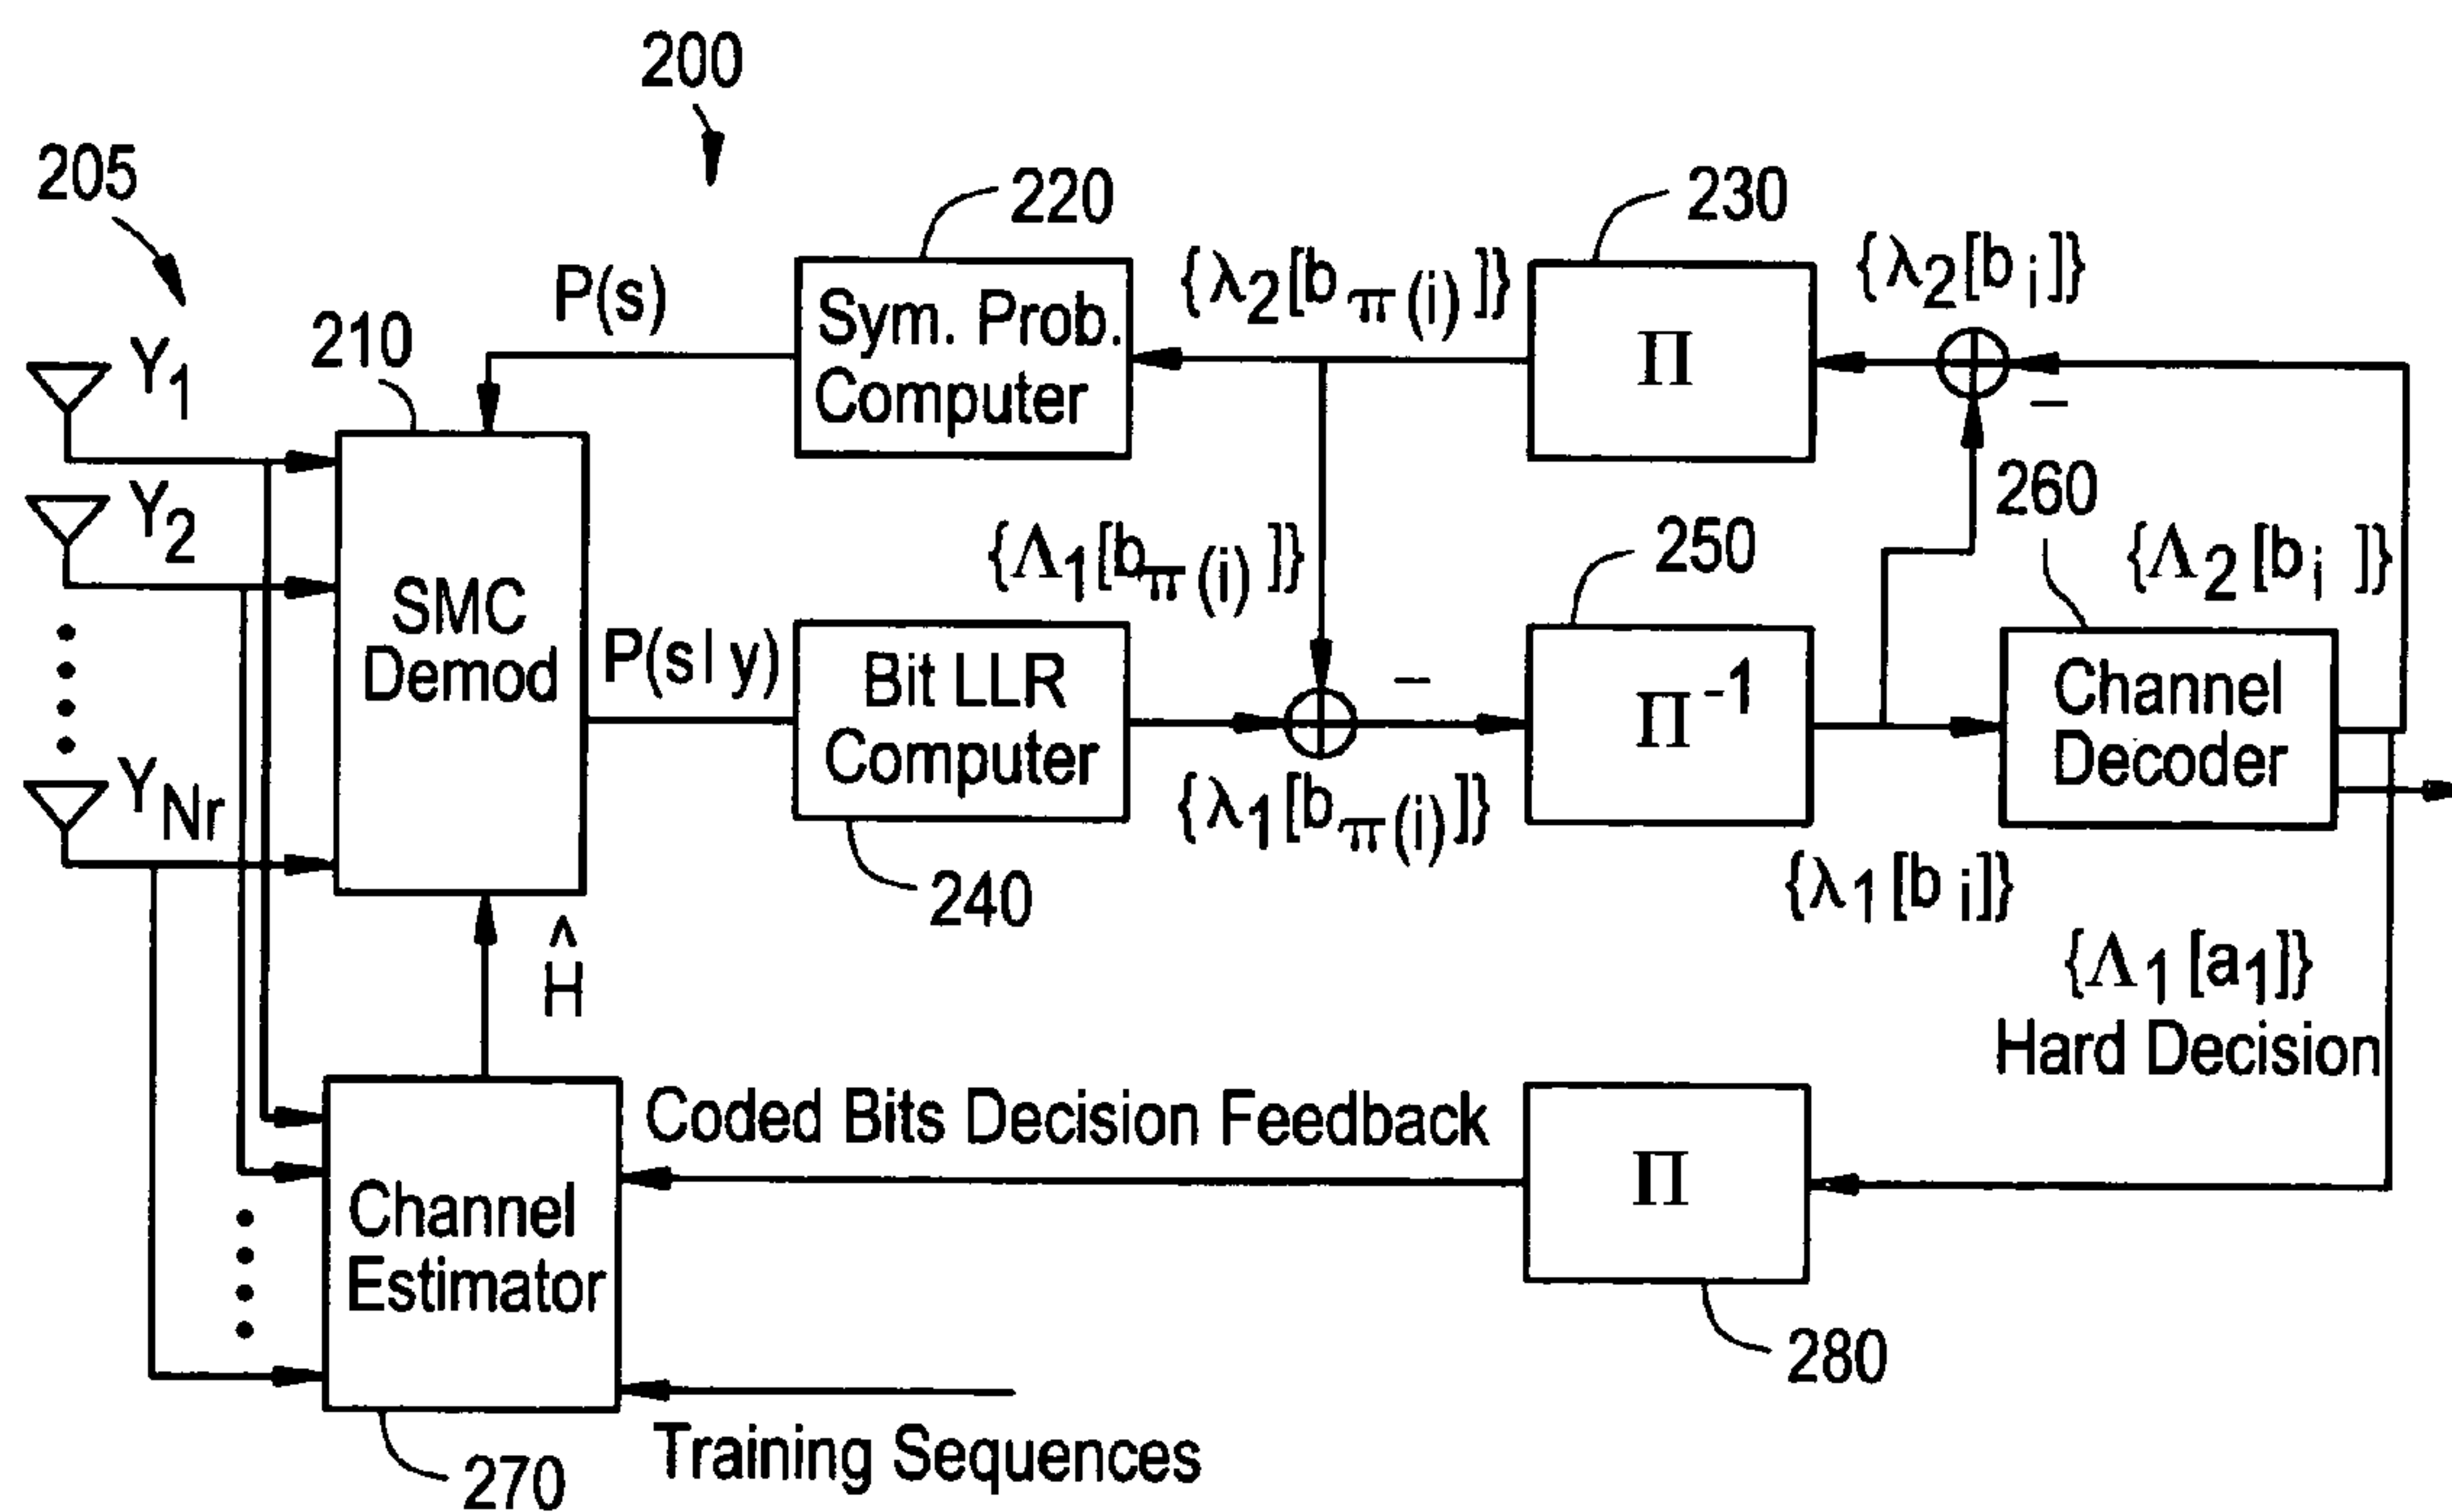 200
205
220
230
P(s)
Sym. Prob.
Computer
{λ2[bπ(i)]}
Π
{λ2[bi]}
210
Y1
Y2
YNr
SMC
Demod
P(s|y)
{Λ1[bπ(i)]}
Bit LLR
Computer
240
–
{λ1[bπ(i)]}
250
Π-1
–
260
{Λ2[bi]}
Channel
Decoder
{λ1[bi]}
{Λ1[a1]}
Hard Decision
Ĥ
Channel
Estimator
270
Coded Bits Decision Feedback
Π
280
Training Sequences